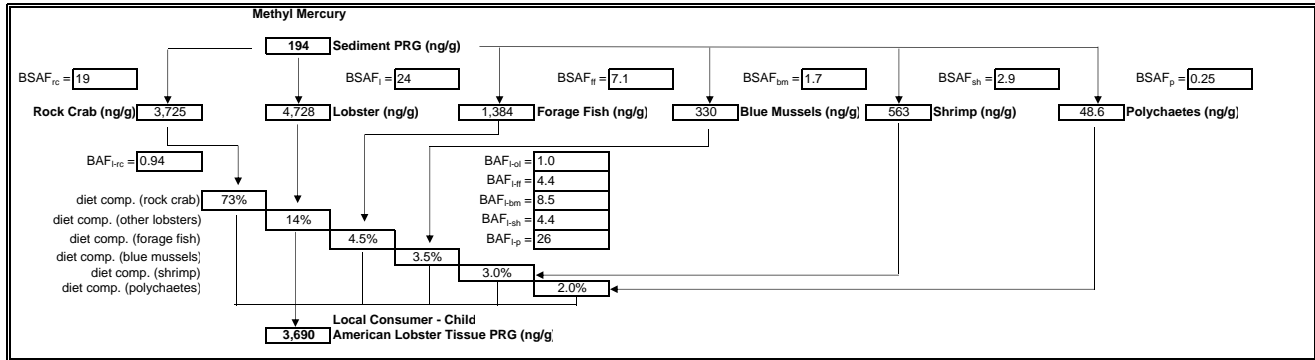 Methyl Mercury
194 Sediment PRG (ng/g)
BSAFrc = 19 BSAFl = 24 BSAFff = 7.1 BSAFbm = 1.7 BSAFsh = 2.9 BSAFp = 0.25
Rock Crab (ng/g) 3,725 4,728 Lobster (ng/g) 1,384 Forage Fish (ng/g) 330 Blue Mussels (ng/g) 563 Shrimp (ng/g) 48.6 Polychaetes (ng/g)
BAFl-rc = 0.94 BAFl-ol = 1.0
BAFl-ff = 4.4
BAFl-bm = 8.5
BAFl-sh = 4.4
BAFl-p = 26
diet comp. (rock crab) 73%
diet comp. (other lobsters) 14%
diet comp. (forage fish) 4.5%
diet comp. (blue mussels) 3.5%
diet comp. (shrimp) 3.0%
diet comp. (polychaetes) 2.0%
Local Consumer - Child
3,690 American Lobster Tissue PRG (ng/g)